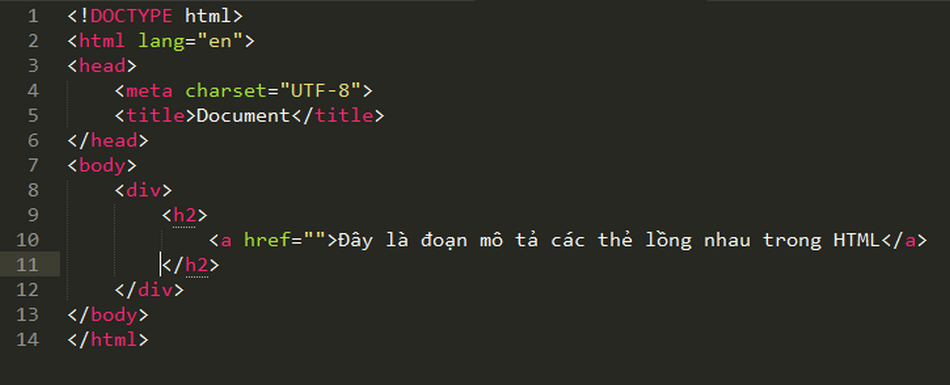 1 <!DOCTYPE html>
2 <html lang="en">
3 <head>
4     <meta charset="UTF-8">
5     <title>Document</title>
6 </head>
7 <body>
8     <div>
9         <h2>
10             <a href="">Đây là đoạn mô tả các thẻ lồng nhau trong HTML</a>
11         </h2>
12     </div>
13 </body>
14 </html>